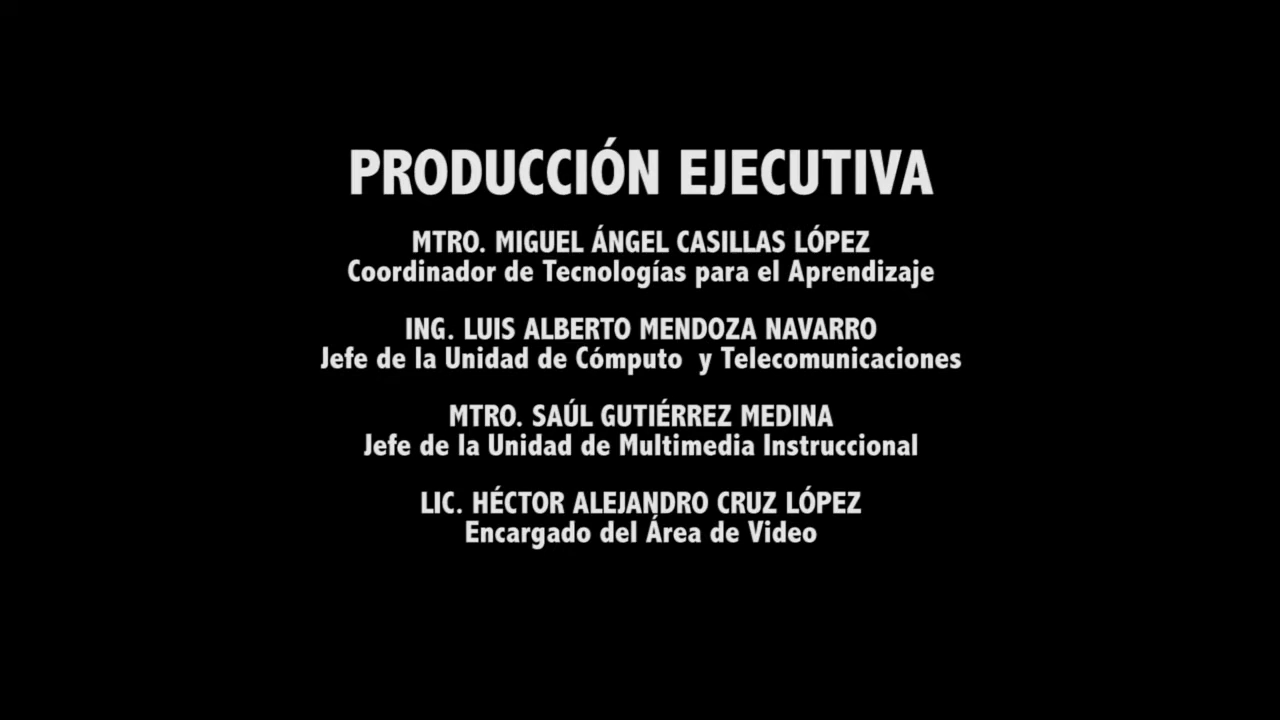 PRODUCCIÓN EJECUTIVA
MTRO. MIGUEL ÁNGEL CASILLAS LÓPEZ
Coordinador de Tecnologías para el Aprendizaje
ING. LUIS ALBERTO MENDOZA NAVARRO
Jefe de la Unidad de Cómputo  y Telecomunicaciones
MTRO. SAÚL GUTIÉRREZ MEDINA
Jefe de la Unidad de Multimedia Instruccional
LIC. HÉCTOR ALEJANDRO CRUZ LÓPEZ
Encargado del Área de Video